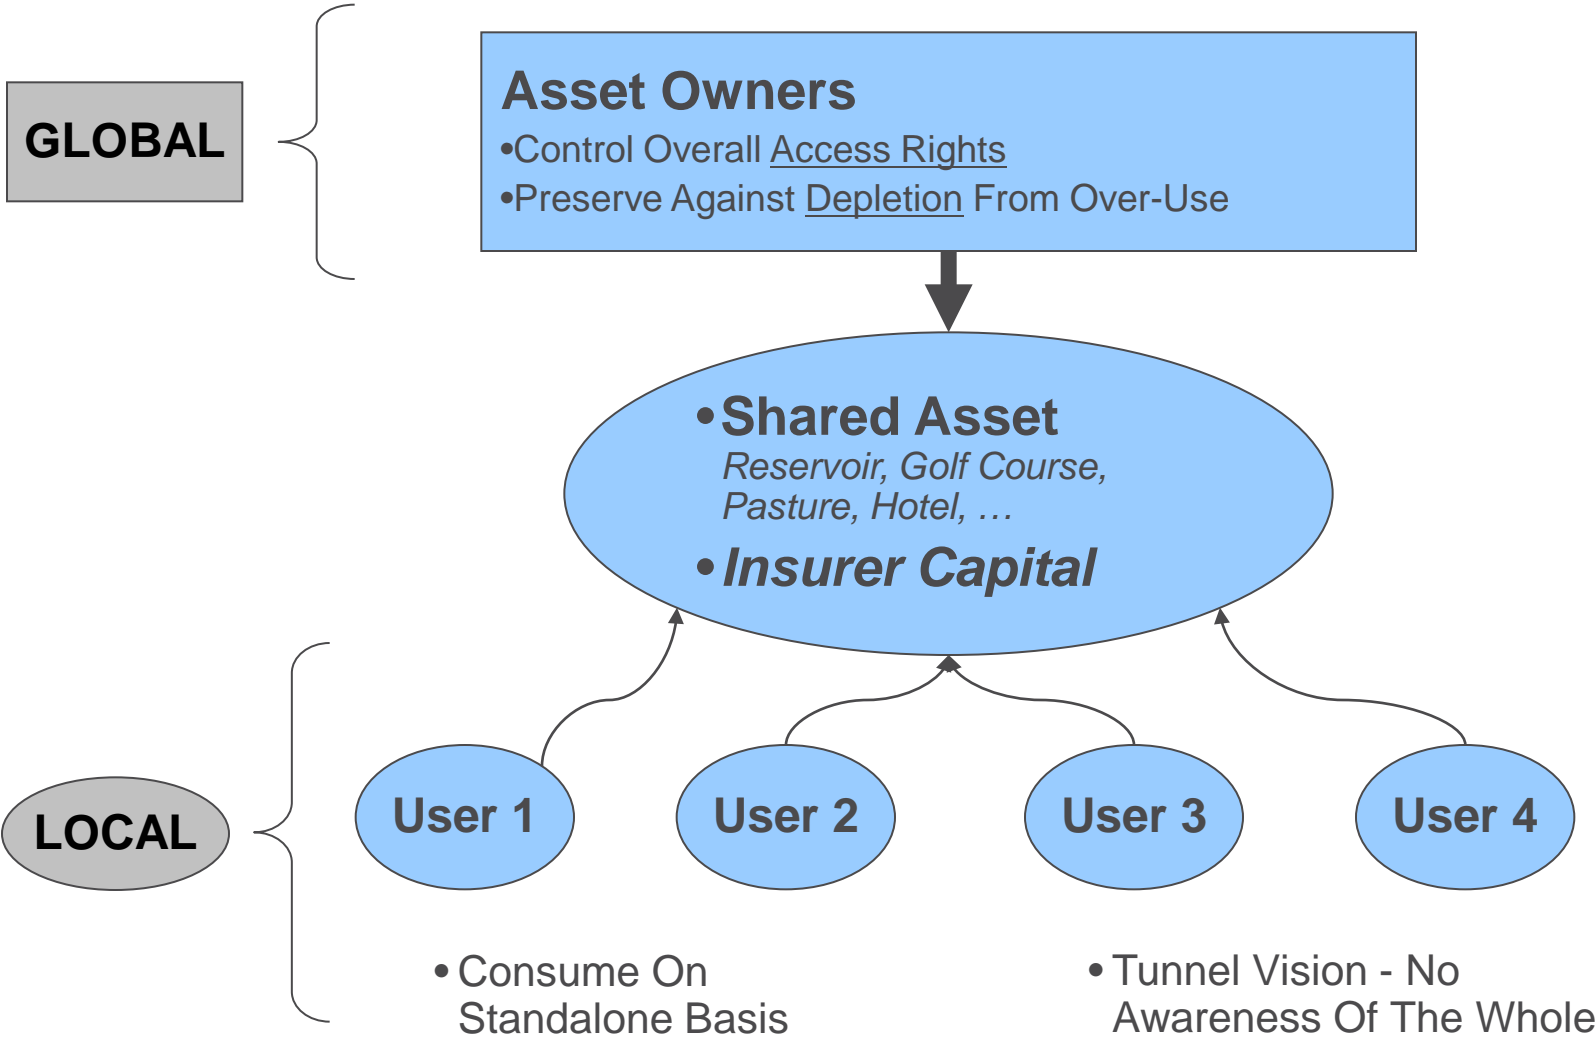 GLOBAL
Asset Owners
•Control Overall Access Rights
•Preserve Against Depletion From Over-Use
•Shared Asset
Reservoir, Golf Course,
Pasture, Hotel, …
•Insurer Capital
LOCAL
User 1
User 2
User 3
User 4
• Consume On
Standalone Basis
• Tunnel Vision - No
Awareness Of The Whole